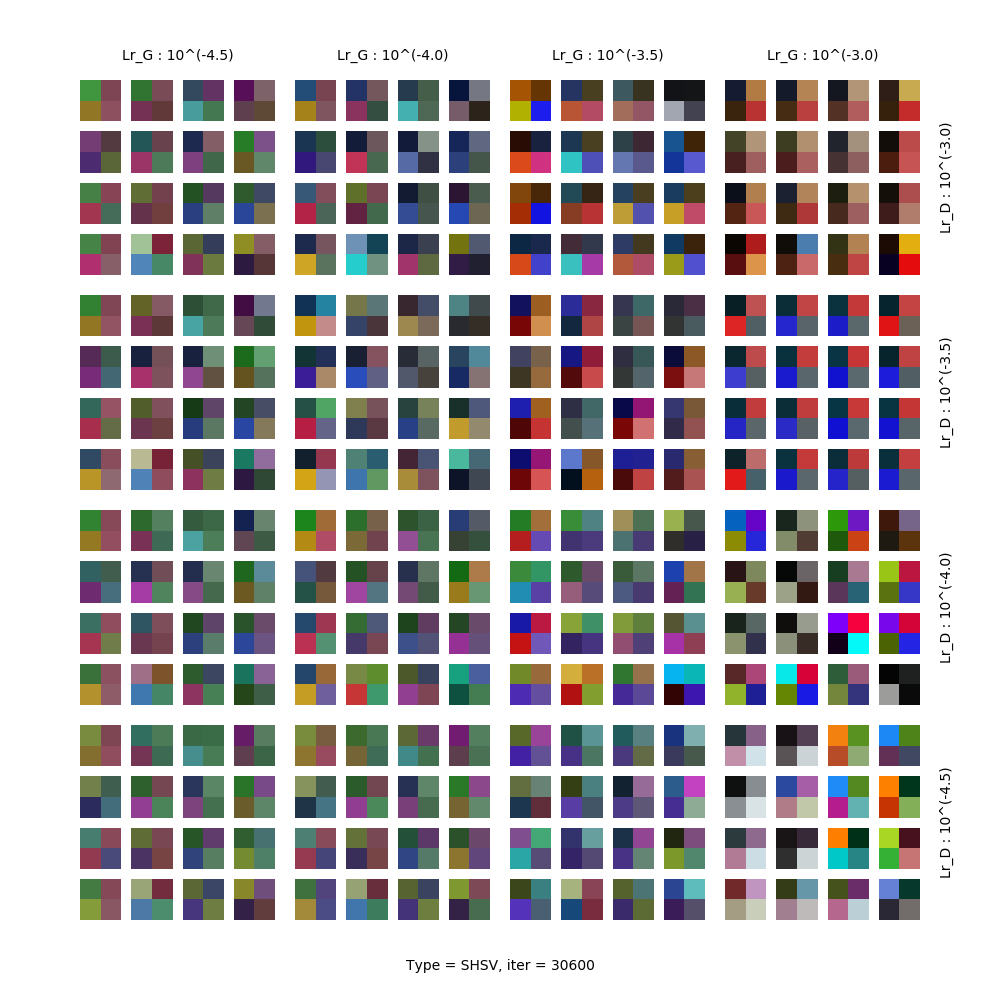 Lr_G : 10^(-4.5)
Lr_G : 10^(-4.0)
Lr_G : 10^(-3.5)
Lr_G : 10^(-3.0)
Lr_D : 10^(-3.0)
Lr_D : 10^(-3.5)
Lr_D : 10^(-4.0)
Lr_D : 10^(-4.5)
Type = SHSV, iter = 30600